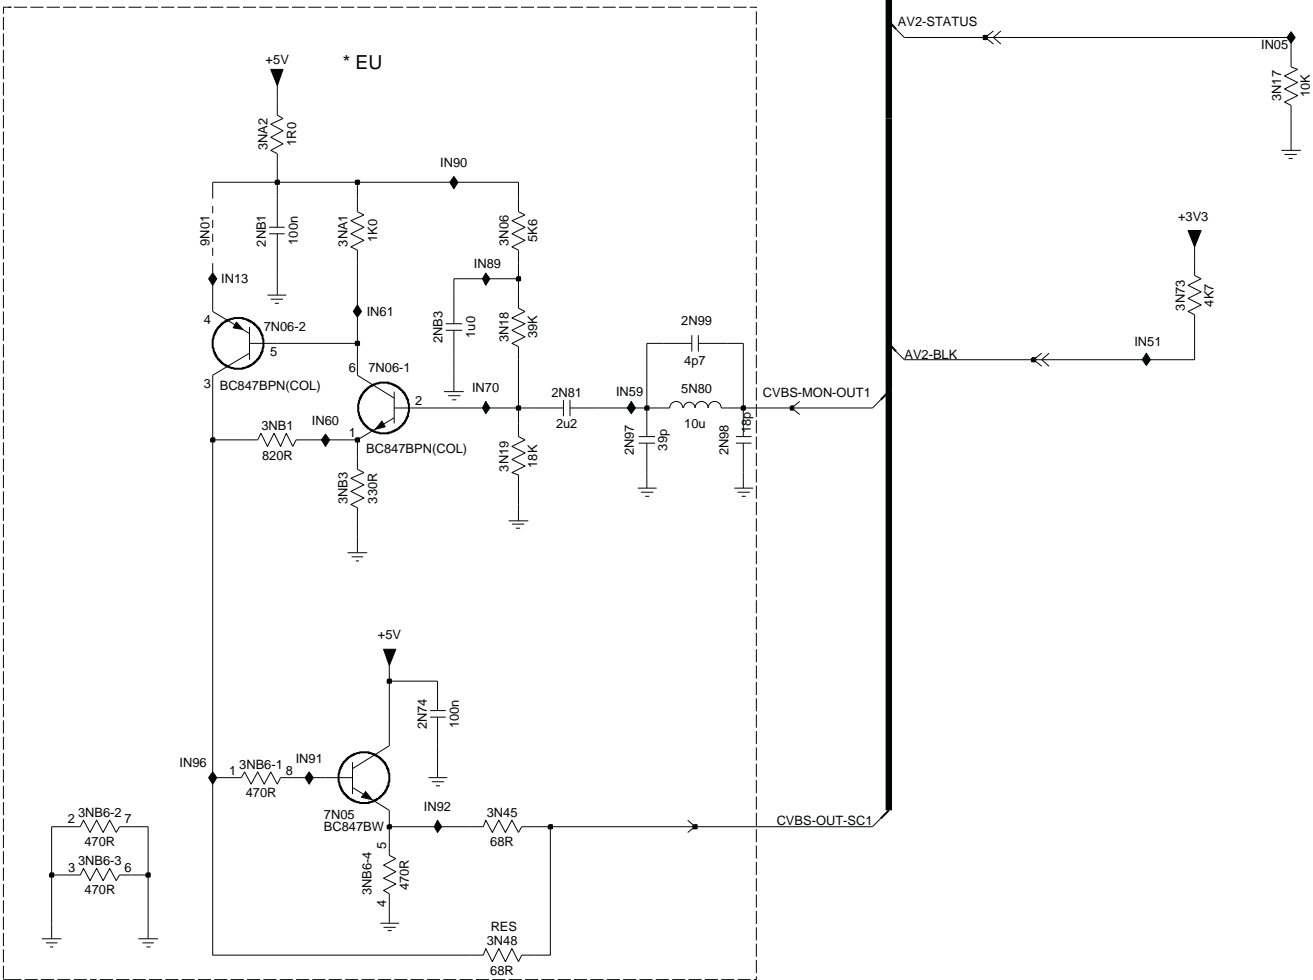 AV2-STATUS
IN05
3N17
10K
+5V
* EU
3NA2
1R0
IN90
9N01
2NB1
100n
3NA1
1K0
3N06
5K6
+3V3
IN13
IN89
3N73
4K7
4
7N06-2
5
IN61
2NB3
1u0
3N18
39K
2N99
4p7
IN51
AV2-BLK
3
BC847BPN(COL)
6
7N06-1
2
IN70
2N81
2u2
IN59
5N80
10u
CVBS-MON-OUT1
3NB1
820R
IN60
1
BC847BPN(COL)
3NB3
330R
3N19
18K
2N97
39p
2N98
18p
+5V
2N74
100n
IN96
1
3NB6-1
8
470R
IN91
7N05
BC847BW
IN92
3N45
68R
CVBS-OUT-SC1
2
3NB6-2
7
470R
3
3NB6-3
6
470R
5
3NB6-4
470R
4
RES
3N48
68R